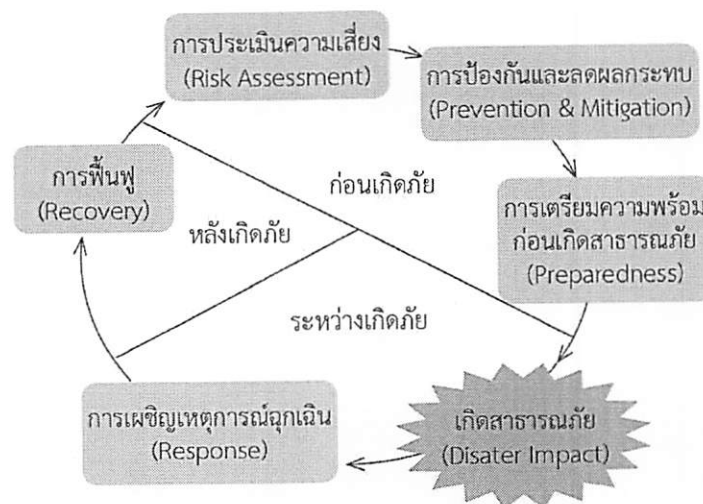 การประเมินความเสี่ยง
(Risk Assessment)
การป้องกันและลดผลกระทบ
(Prevention & Mitigation)
การฟื้นฟู
(Recovery)
ก่อนเกิดภัย
การเตรียมความพร้อม
ก่อนเกิดสาธารณภัย
(Preparedness)
หลังเกิดภัย
ระหว่างเกิดภัย
การเผชิญเหตุการณ์ฉุกเฉิน
(Response)
เกิดสาธารณภัย
(Disater Impact)